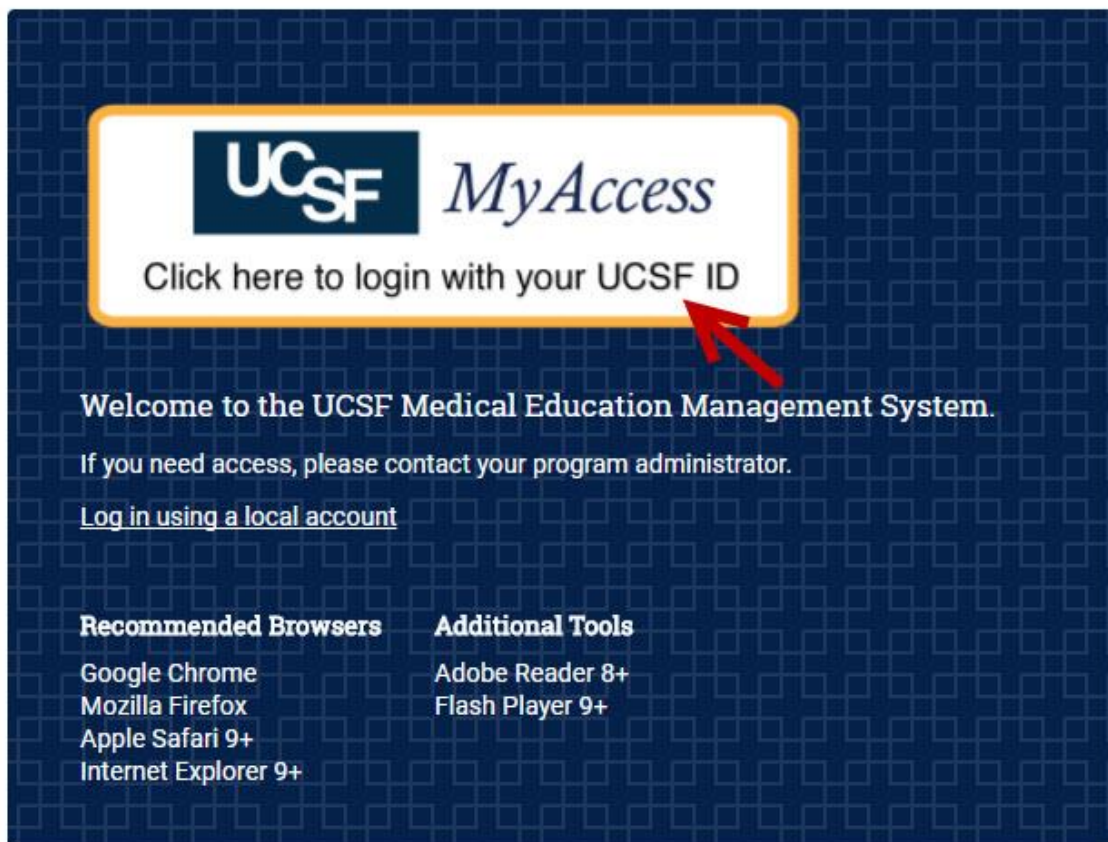 UCSF MyAccess
Click here to login with your UCSF ID
Welcome to the UCSF Medical Education Management System.
If you need access, please contact your program administrator.
Log in using a local account
Recommended Browsers
Google Chrome
Mozilla Firefox
Apple Safari 9+
Internet Explorer 9+
Additional Tools
Adobe Reader 8+
Flash Player 9+